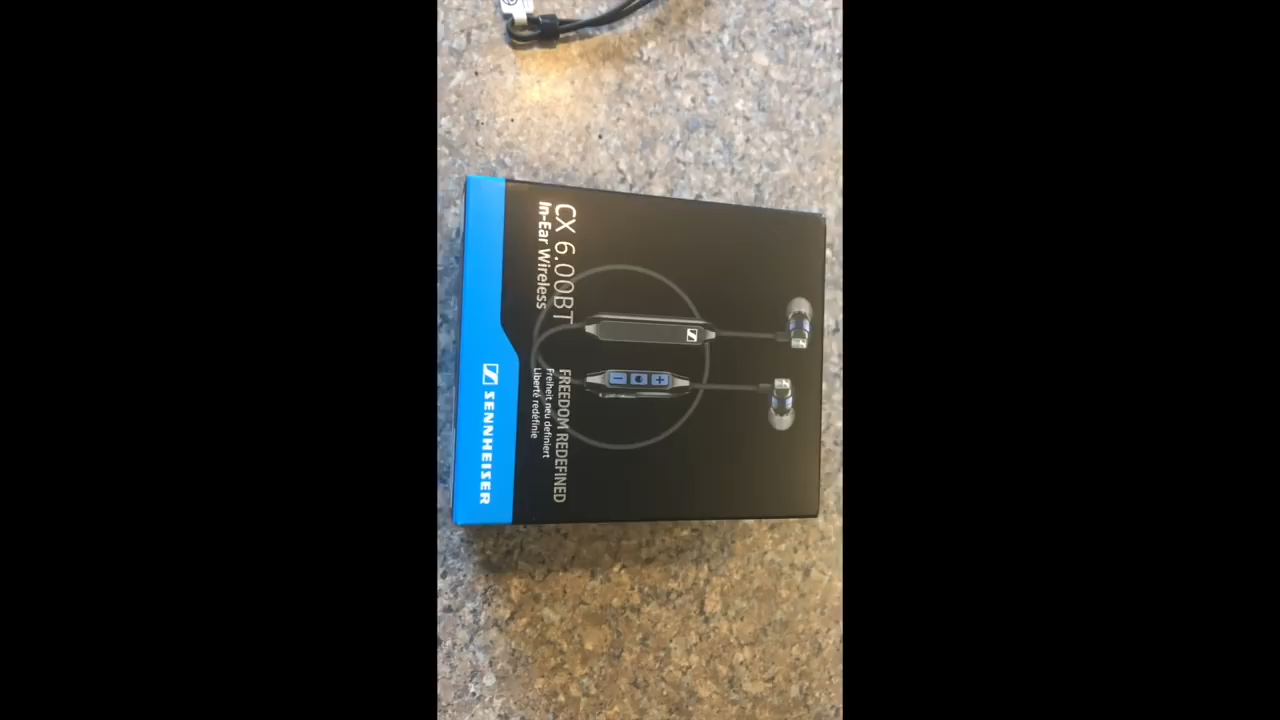 CX 6.00BT
In-Ear Wireless
FREEDOM REDEFINED
Freiheit neu definiert
Liberté redéfinie
SENNHEISER